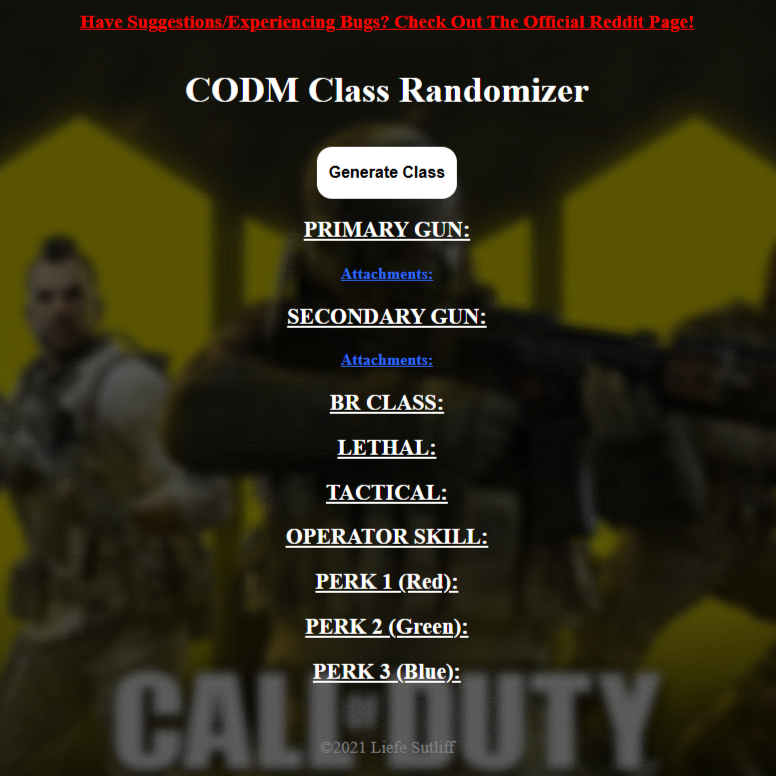 Have Suggestions/Experiencing Bugs? Check Out The Official Reddit Page!
CODM Class Randomizer
Generate Class
PRIMARY GUN:
Attachments:
SECONDARY GUN:
Attachments:
BR CLASS:
LETHAL:
TACTICAL:
OPERATOR SKILL:
PERK 1 (Red):
PERK 2 (Green):
PERK 3 (Blue):
CALL OF DUTY
©2021 Liefe Sutliff